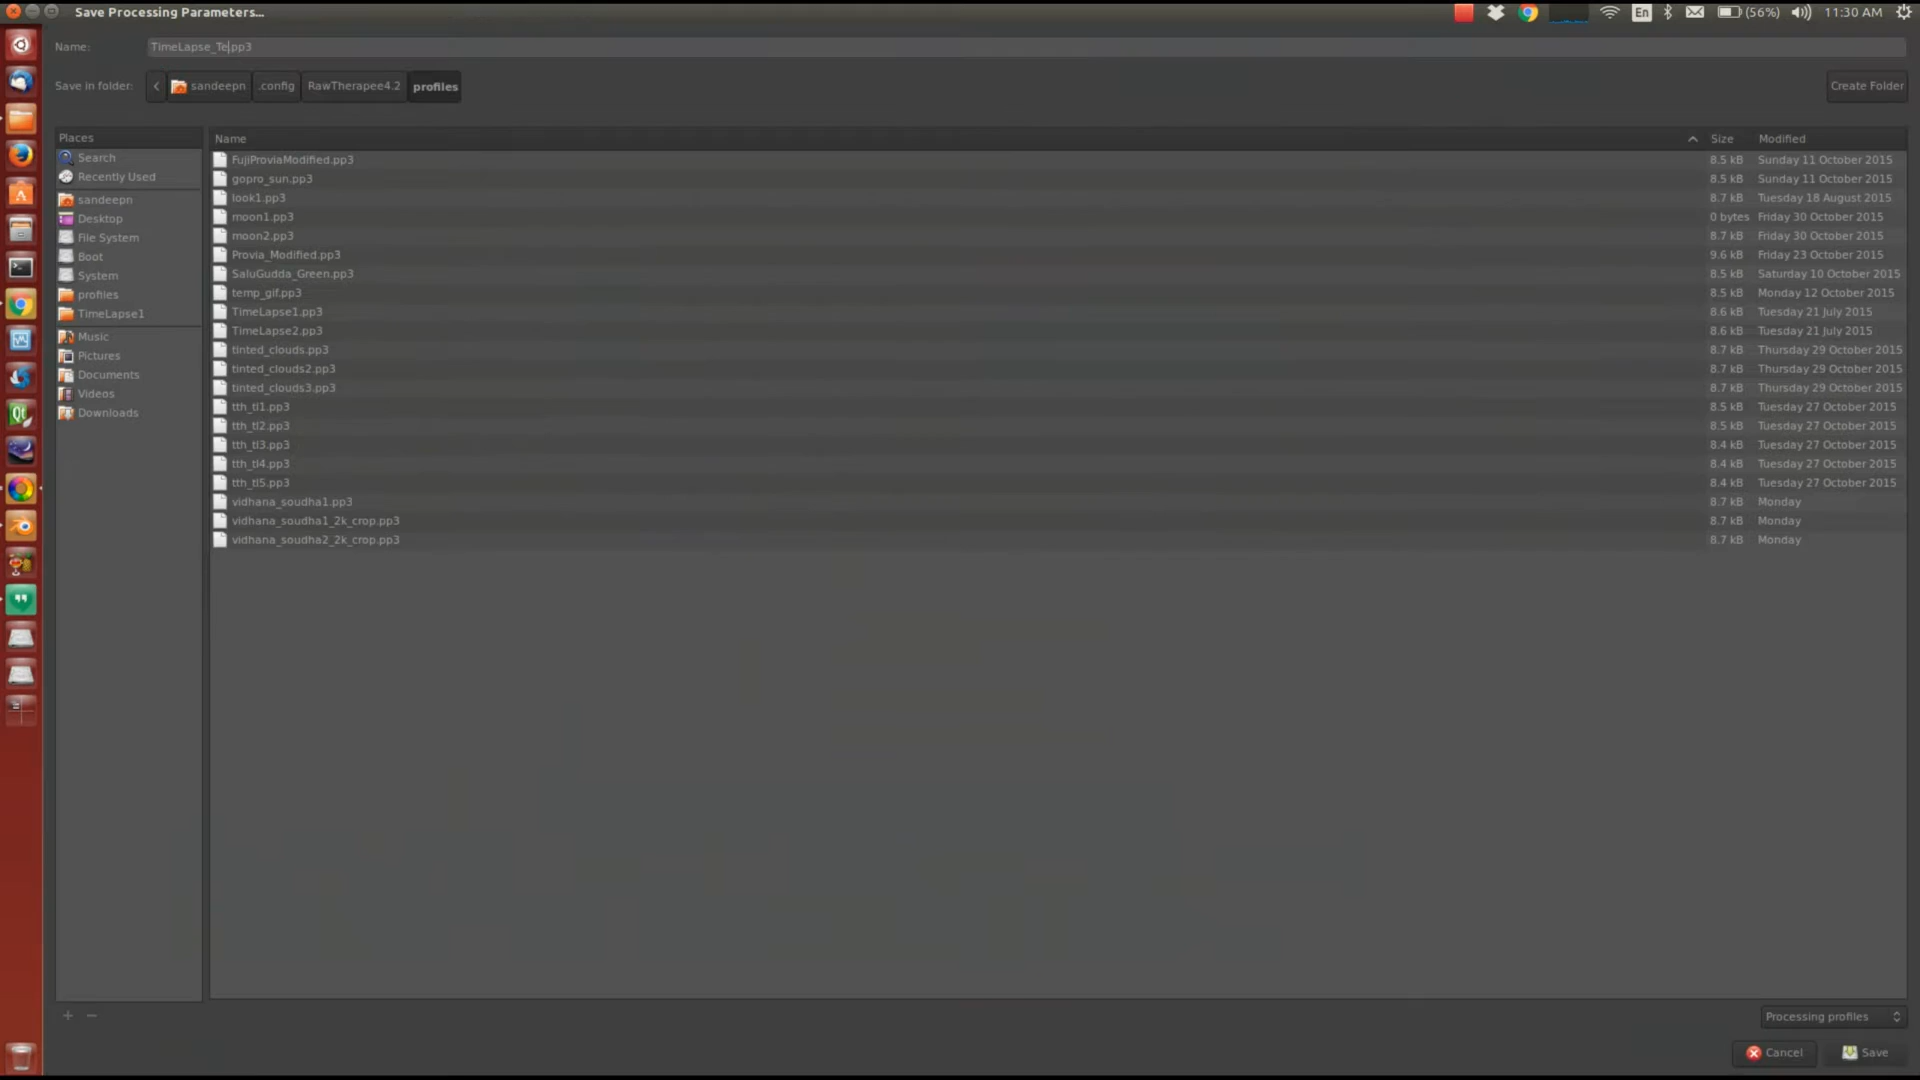 Save Processing Parameters...
En (56%) 11:30 AM
Name: TimeLapse_Te.pp3
Save in folder: sandeepn .config RawTherapee4.2 profiles Create Folder
Places Name Size Modified
Search FujiProviaModified.pp3 8.5 kB Sunday 11 October 2015
Recently Used gopro_sun.pp3 8.5 kB Sunday 11 October 2015
sandeepn look1.pp3 8.7 kB Tuesday 18 August 2015
Desktop moon1.pp3 0 bytes Friday 30 October 2015
File System moon2.pp3 8.7 kB Friday 30 October 2015
Boot Provia_Modified.pp3 9.6 kB Friday 23 October 2015
System SaluGudda_Green.pp3 8.5 kB Saturday 10 October 2015
profiles temp_gif.pp3 8.5 kB Monday 12 October 2015
TimeLapse1 TimeLapse1.pp3 8.6 kB Tuesday 21 July 2015
Music TimeLapse2.pp3 8.6 kB Tuesday 21 July 2015
Pictures tinted_clouds.pp3 8.7 kB Thursday 29 October 2015
Documents tinted_clouds2.pp3 8.7 kB Thursday 29 October 2015
Videos tinted_clouds3.pp3 8.7 kB Thursday 29 October 2015
Downloads tth_tl1.pp3 8.5 kB Tuesday 27 October 2015
tth_tl2.pp3 8.5 kB Tuesday 27 October 2015
tth_tl3.pp3 8.4 kB Tuesday 27 October 2015
tth_tl4.pp3 8.4 kB Tuesday 27 October 2015
tth_tl5.pp3 8.4 kB Tuesday 27 October 2015
vidhana_soudha1.pp3 8.7 kB Monday
vidhana_soudha1_2k_crop.pp3 8.7 kB Monday
vidhana_soudha2_2k_crop.pp3 8.7 kB Monday
Processing profiles
Cancel Save